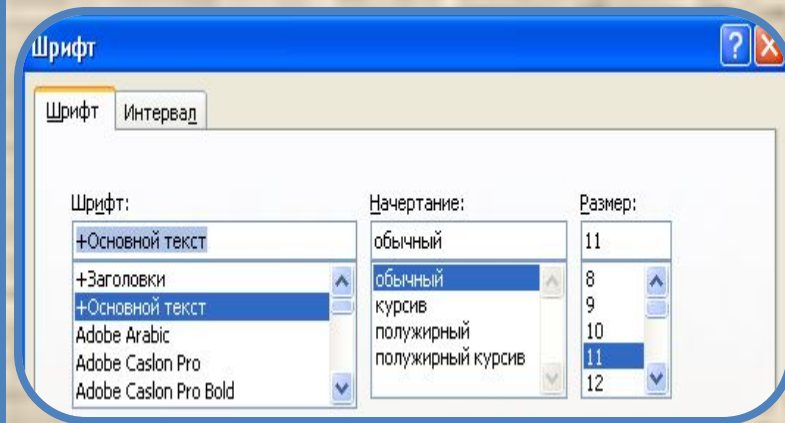 Шрифт
Шрифт Интервал
Шрифт: Начертание: Размер:
+Основной текст обычный 11
+Заголовки обычный 8
+Основной текст курсив 9
Adobe Arabic полужирный 10
Adobe Caslon Pro полужирный курсив 11
Adobe Caslon Pro Bold 12